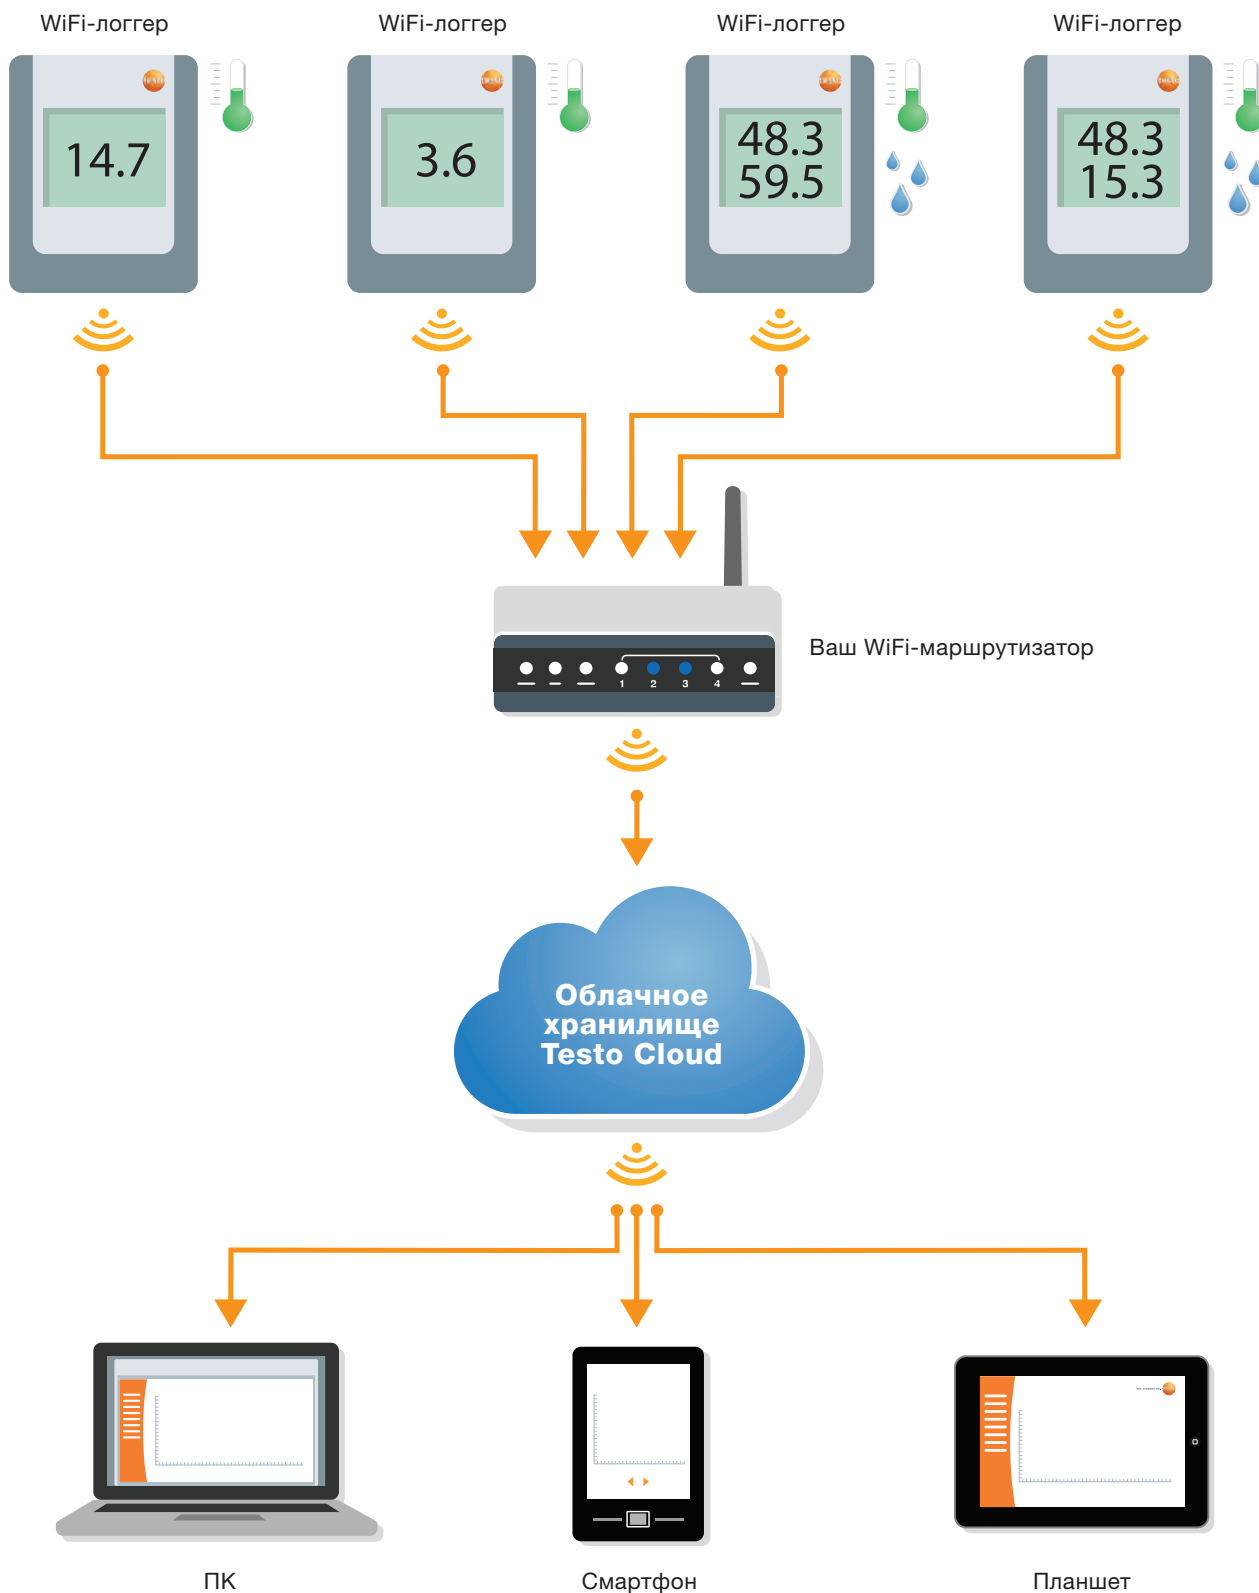 WiFi-логгер
WiFi-логгер
WiFi-логгер
WiFi-логгер
14.7
3.6
48.3
59.5
48.3
15.3
Ваш WiFi-маршрутизатор
1 2 3 4
Облачное
хранилище
Testo Cloud
ПК
Смартфон
Планшет